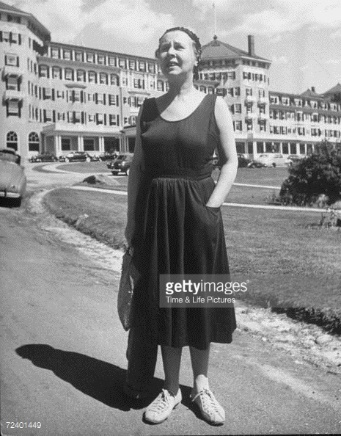 gettyimages
Time & Life Pictures
72401449